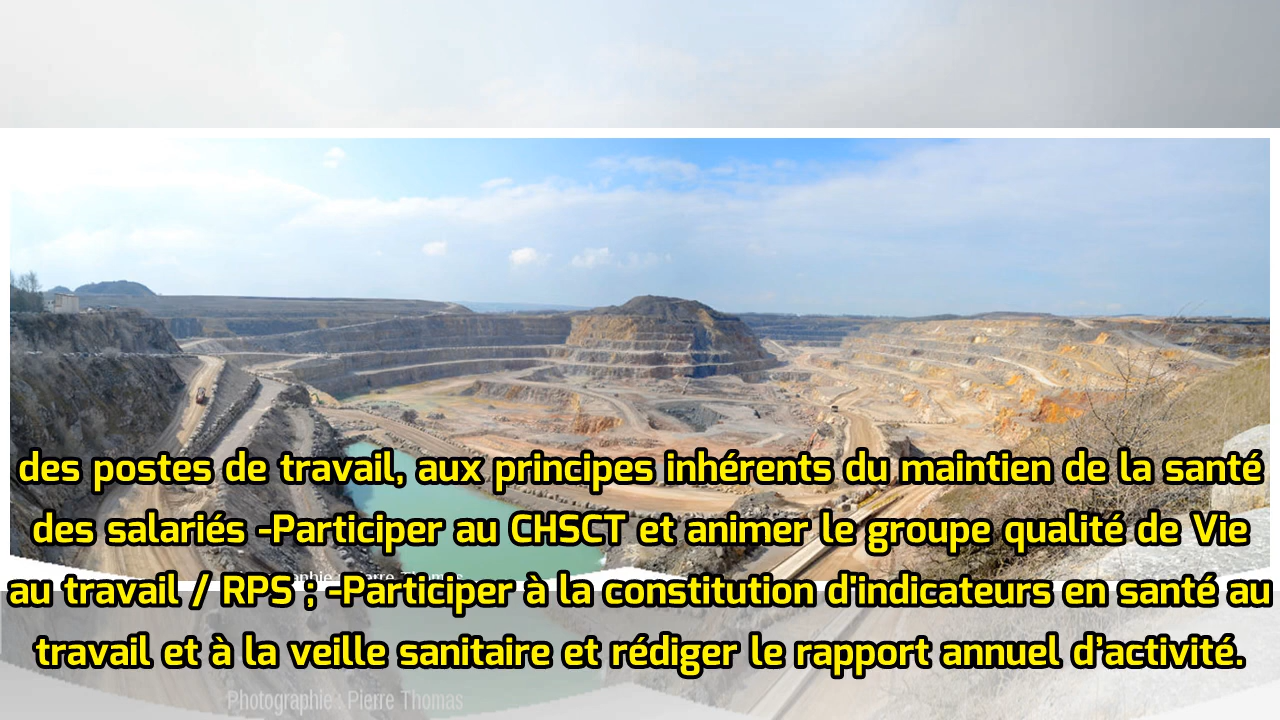 des postes de travail, aux principes inhérents du maintien de la santé
des salariés -Participer au CHSCT et animer le groupe qualité de Vie
au travail / RPS ; -Participer à la constitution d'indicateurs en santé au
travail et à la veille sanitaire et rédiger le rapport annuel d’activité.
Photographie : Pierre Thomas